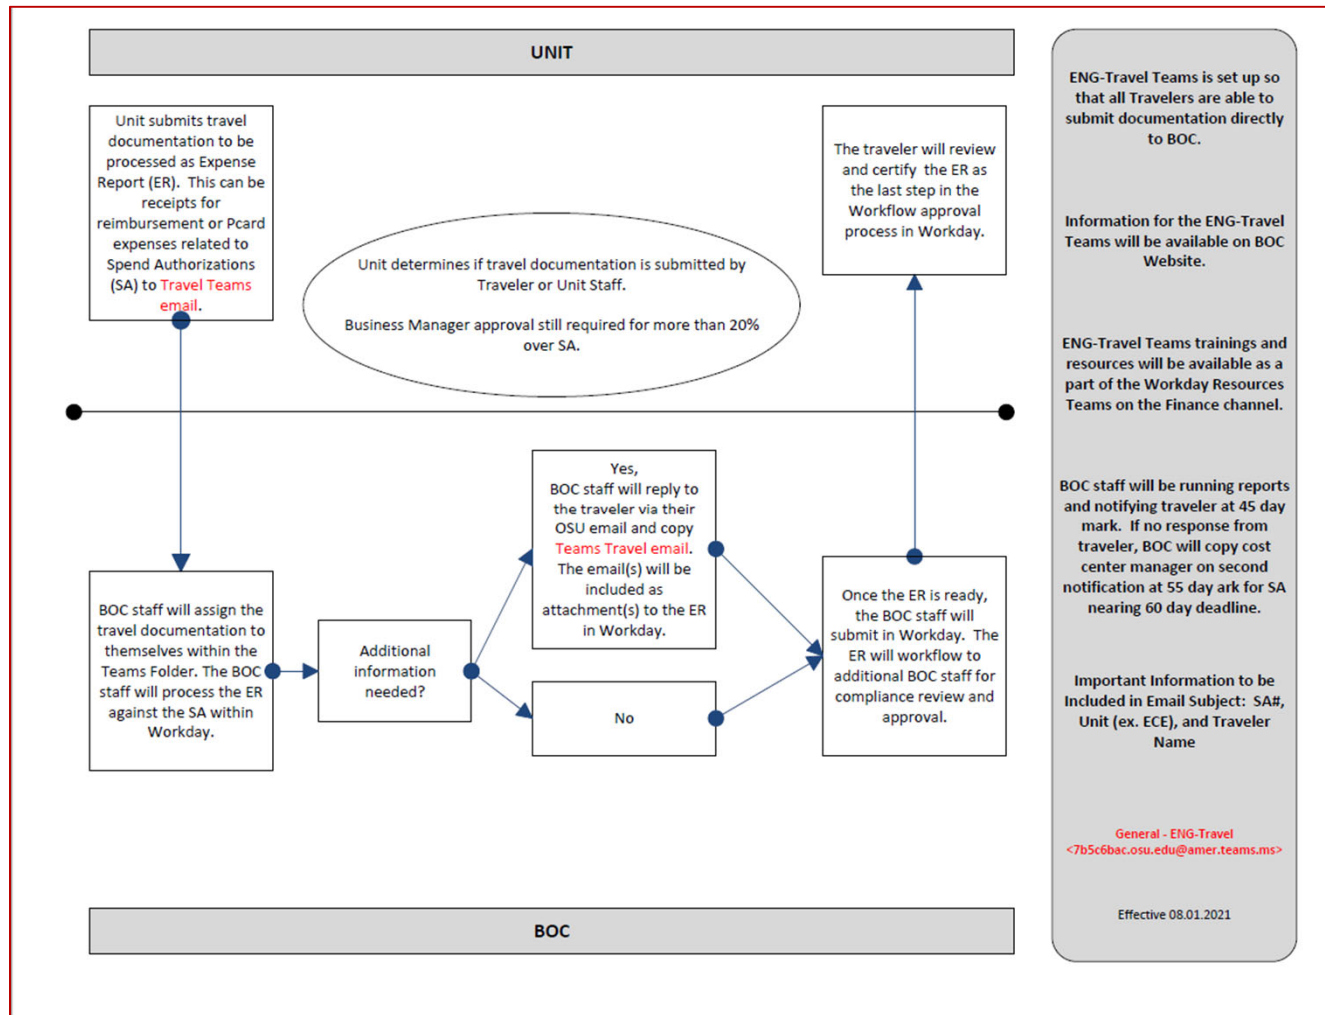 UNIT
Unit submits travel
documentation to be
processed as Expense
Report (ER).  This can be
receipts for
reimbursement or Pcard
expenses related to
Spend Authorizations
(SA) to Travel Teams
email.
Unit determines if travel documentation is submitted by
Traveler or Unit Staff.
Business Manager approval still required for more than 20%
over SA.
The traveler will review
and certify  the ER as
the last step in the
Workflow approval
process in Workday.
BOC staff will assign the
travel documentation to
themselves within the
Teams Folder. The BOC
staff will process the ER
against the SA within
Workday.
Additional
information
needed?
Yes,
BOC staff will reply to
the traveler via their
OSU email and copy
Teams Travel email.
The email(s) will be
included as
attachment(s) to the ER
in Workday.
No
Once the ER is ready,
the BOC staff will
submit in Workday.  The
ER will workflow to
additional BOC staff for
compliance review and
approval.
BOC
ENG-Travel Teams is set up so
that all Travelers are able to
submit documentation directly
to BOC.
Information for the ENG-Travel
Teams will be available on BOC
Website.
ENG-Travel Teams trainings and
resources will be available as a
part of the Workday Resources
Teams on the Finance channel.
BOC staff will be running reports
and notifying traveler at 45 day
mark.  If no response from
traveler, BOC will copy cost
center manager on second
notification at 55 day ark for SA
nearing 60 day deadline.
Important Information to be
Included in Email Subject:  SA#,
Unit (ex. ECE), and Traveler
Name
General - ENG-Travel
<7b5c6bac.osu.edu@amer.teams.ms>
Effective 08.01.2021